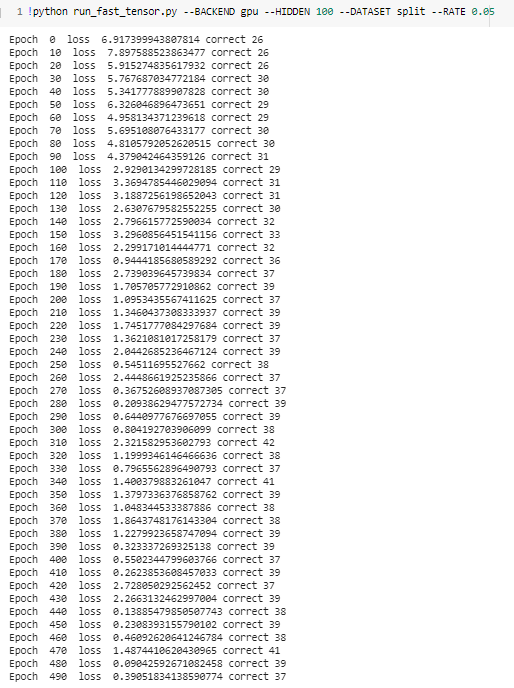 1 !python run_fast_tensor.py --BACKEND gpu --HIDDEN 100 --DATASET split --RATE 0.05
Epoch 0 loss 6.917399943807814 correct 26
Epoch 10 loss 7.897588523863477 correct 26
Epoch 20 loss 5.915274835617932 correct 26
Epoch 30 loss 5.767687034772184 correct 30
Epoch 40 loss 5.341777889907828 correct 30
Epoch 50 loss 6.326046896473651 correct 29
Epoch 60 loss 4.958134371239618 correct 29
Epoch 70 loss 5.695108076433177 correct 30
Epoch 80 loss 4.8105792052620515 correct 30
Epoch 90 loss 4.379042464359126 correct 31
Epoch 100 loss 2.9290134299728185 correct 29
Epoch 110 loss 3.3694785446029094 correct 31
Epoch 120 loss 3.1887256198652043 correct 31
Epoch 130 loss 2.6307679582552255 correct 30
Epoch 140 loss 2.796615772590034 correct 32
Epoch 150 loss 3.2960856451541156 correct 33
Epoch 160 loss 2.299171014444771 correct 32
Epoch 170 loss 0.9444185680589292 correct 36
Epoch 180 loss 2.739039645739834 correct 37
Epoch 190 loss 1.705705772910862 correct 39
Epoch 200 loss 1.0953435567411625 correct 37
Epoch 210 loss 1.3460437308333937 correct 39
Epoch 220 loss 1.7451777084297684 correct 39
Epoch 230 loss 1.3621081017258179 correct 37
Epoch 240 loss 2.0442685236467124 correct 39
Epoch 250 loss 0.54511695527662 correct 38
Epoch 260 loss 2.4448661925235866 correct 37
Epoch 270 loss 0.36752608937087305 correct 37
Epoch 280 loss 0.20938629477572734 correct 39
Epoch 290 loss 0.6440977676697055 correct 39
Epoch 300 loss 0.804192703906099 correct 38
Epoch 310 loss 2.321582953602793 correct 42
Epoch 320 loss 1.1999346146466636 correct 38
Epoch 330 loss 0.7965562896490793 correct 37
Epoch 340 loss 1.400379883261047 correct 41
Epoch 350 loss 1.3797336376858762 correct 39
Epoch 360 loss 1.048344533387886 correct 38
Epoch 370 loss 1.8643748176143304 correct 38
Epoch 380 loss 1.2279923658747094 correct 39
Epoch 390 loss 0.323337269325138 correct 39
Epoch 400 loss 0.5502344799603766 correct 37
Epoch 410 loss 0.2623853608457033 correct 39
Epoch 420 loss 2.728050292562452 correct 37
Epoch 430 loss 2.2663132462997004 correct 39
Epoch 440 loss 0.13885479850507743 correct 38
Epoch 450 loss 0.2308393155790102 correct 39
Epoch 460 loss 0.46092620641246784 correct 38
Epoch 470 loss 1.4874410620430965 correct 41
Epoch 480 loss 0.09042592671082458 correct 39
Epoch 490 loss 0.39051834138590774 correct 37